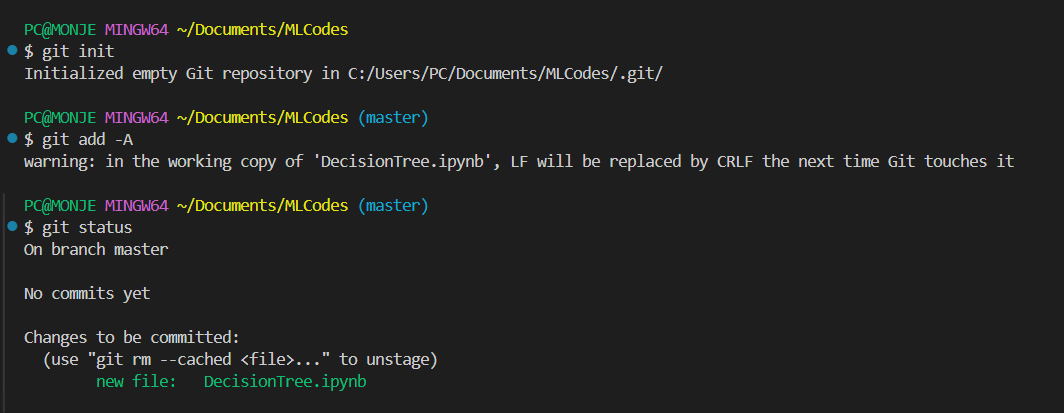 PC@MONJE MINGW64 ~/Documents/MLCodes
$ git init
Initialized empty Git repository in C:/Users/PC/Documents/MLCodes/.git/
PC@MONJE MINGW64 ~/Documents/MLCodes (master)
$ git add -A
warning: in the working copy of 'DecisionTree.ipynb', LF will be replaced by CRLF the next time Git touches it
PC@MONJE MINGW64 ~/Documents/MLCodes (master)
$ git status
On branch master
No commits yet
Changes to be committed:
  (use "git rm --cached <file>..." to unstage)
        new file:   DecisionTree.ipynb